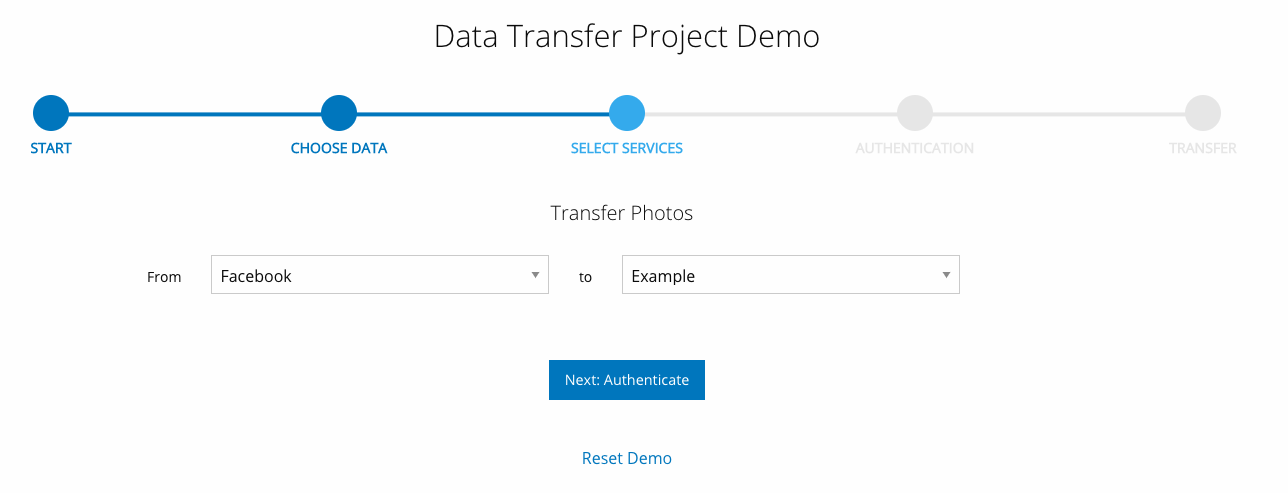 Data Transfer Project Demo
START CHOOSE DATA SELECT SERVICES AUTHENTICATION TRANSFER
Transfer Photos
From Facebook to Example
Next: Authenticate
Reset Demo